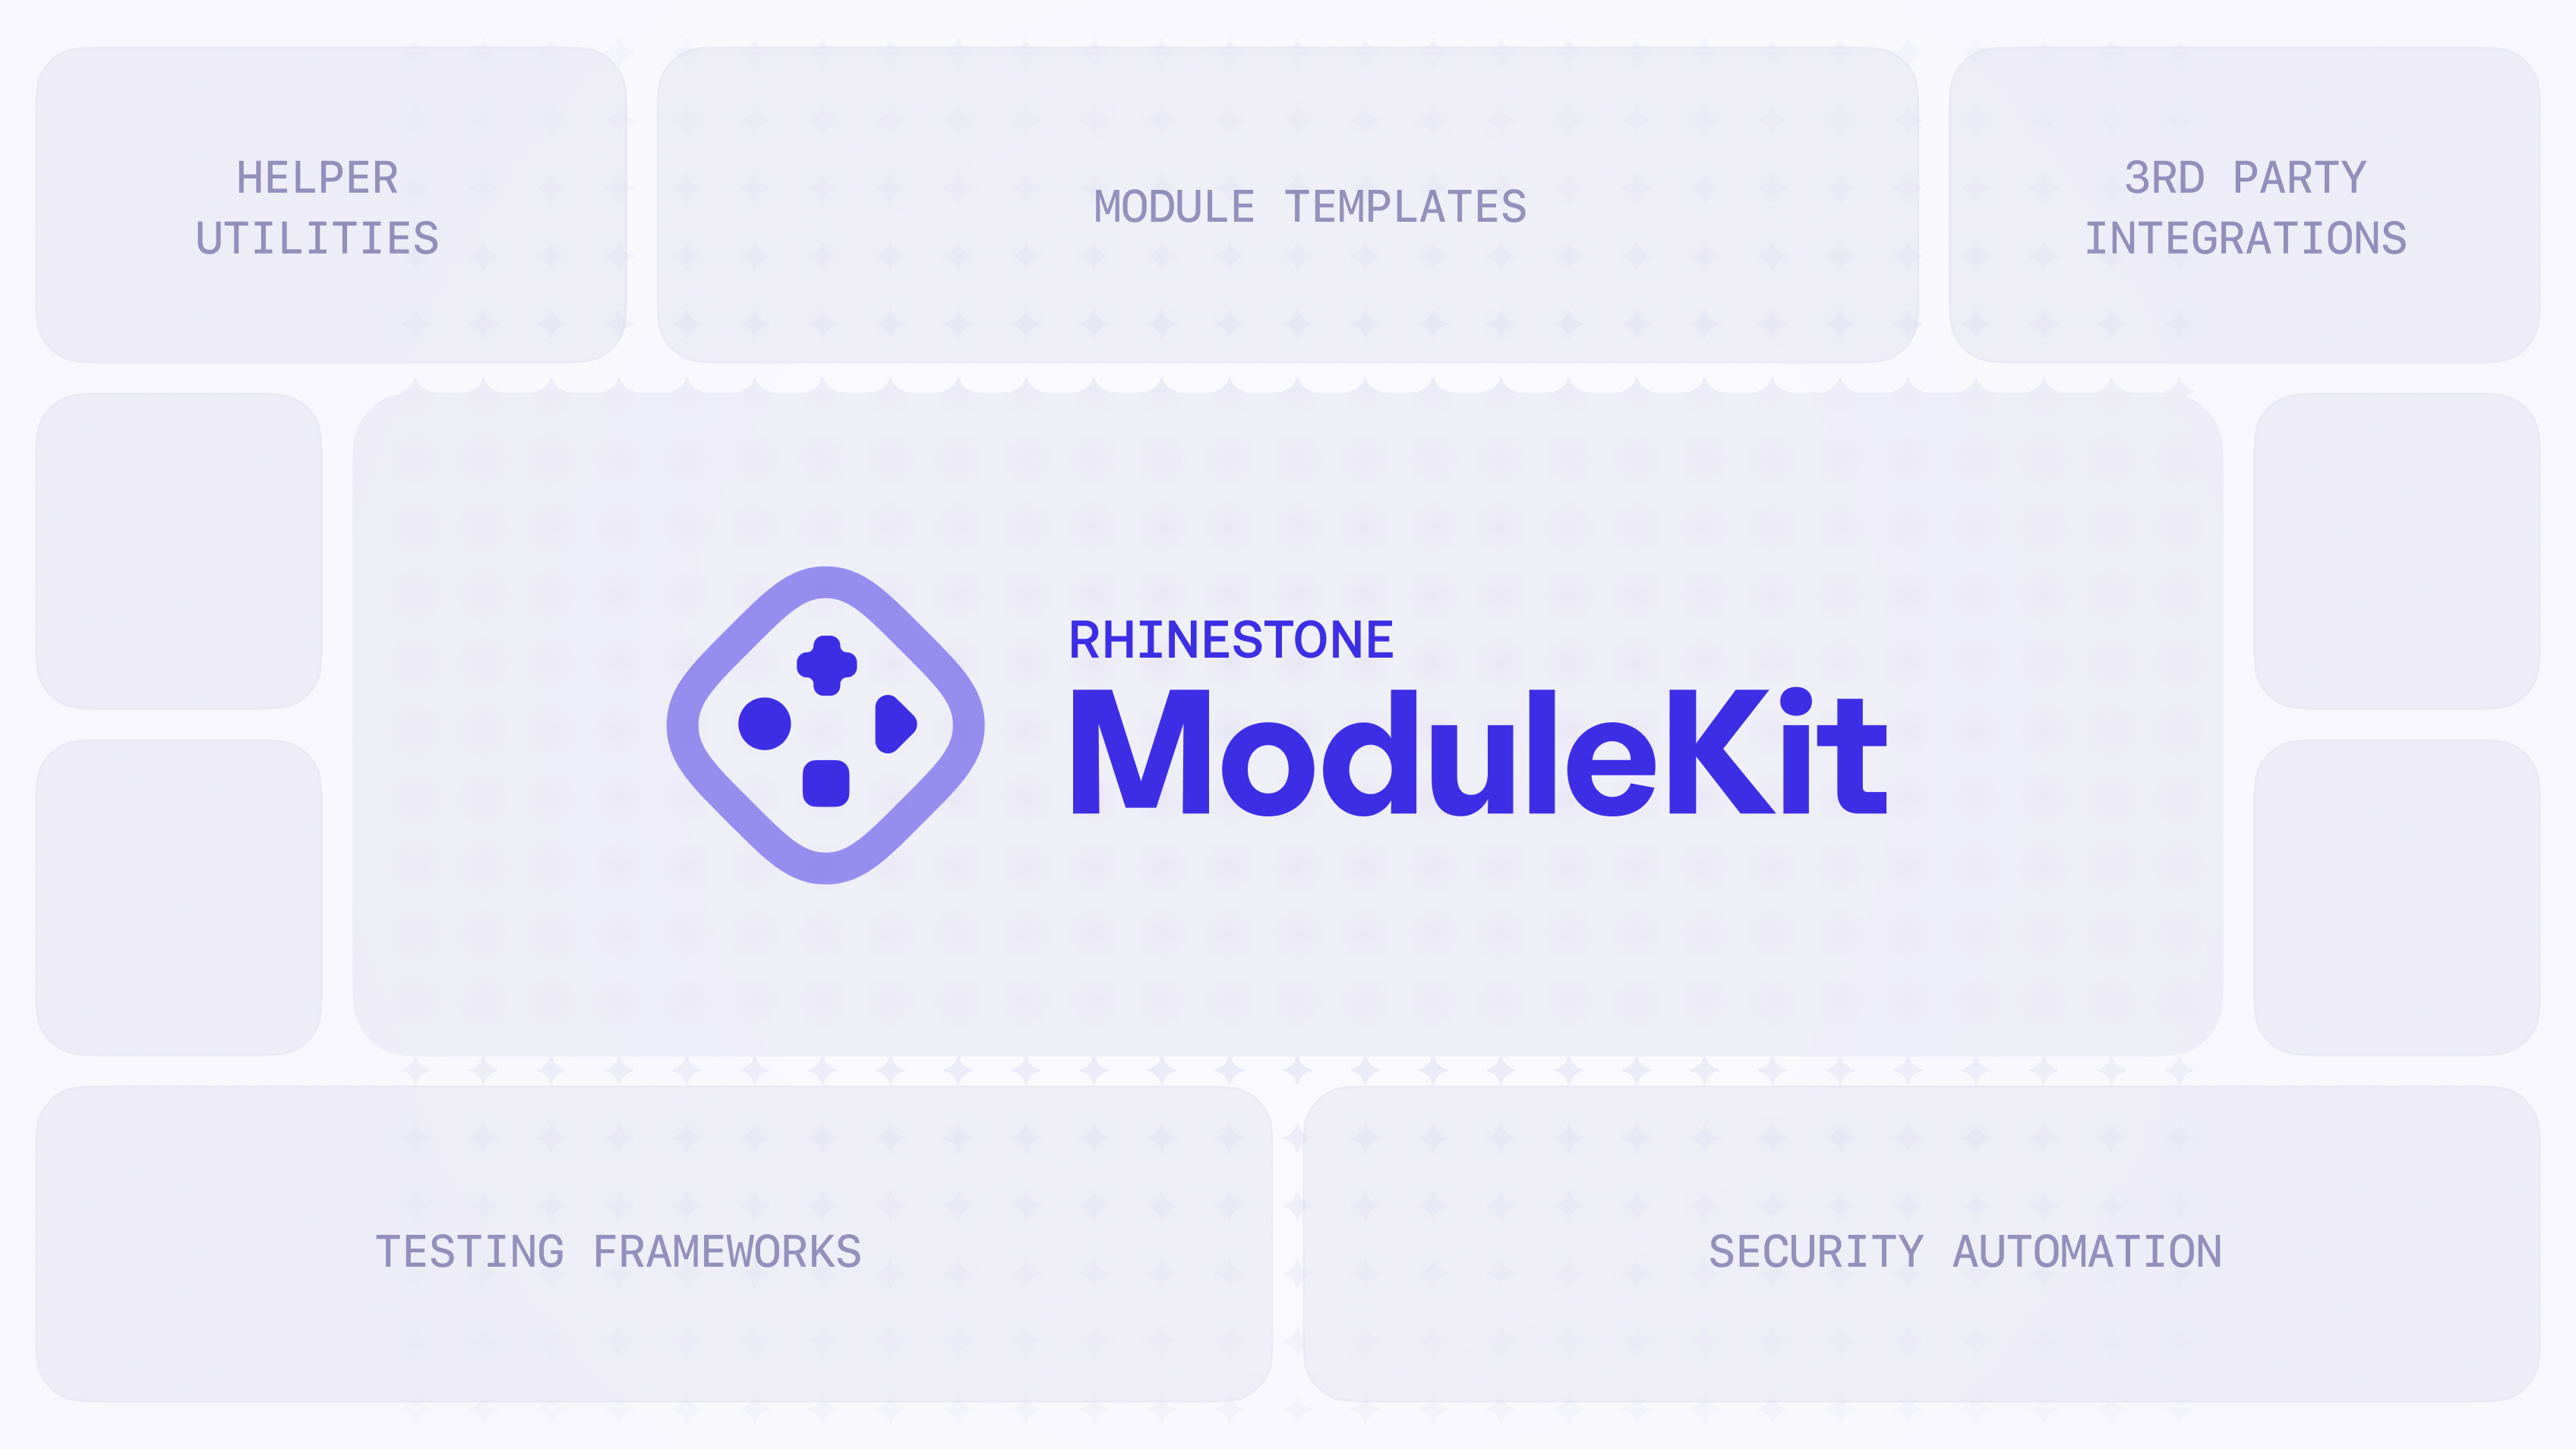 HELPER
UTILITIES
MODULE TEMPLATES
3RD PARTY
INTEGRATIONS
RHINESTONE
ModuleKit
TESTING FRAMEWORKS
SECURITY AUTOMATION